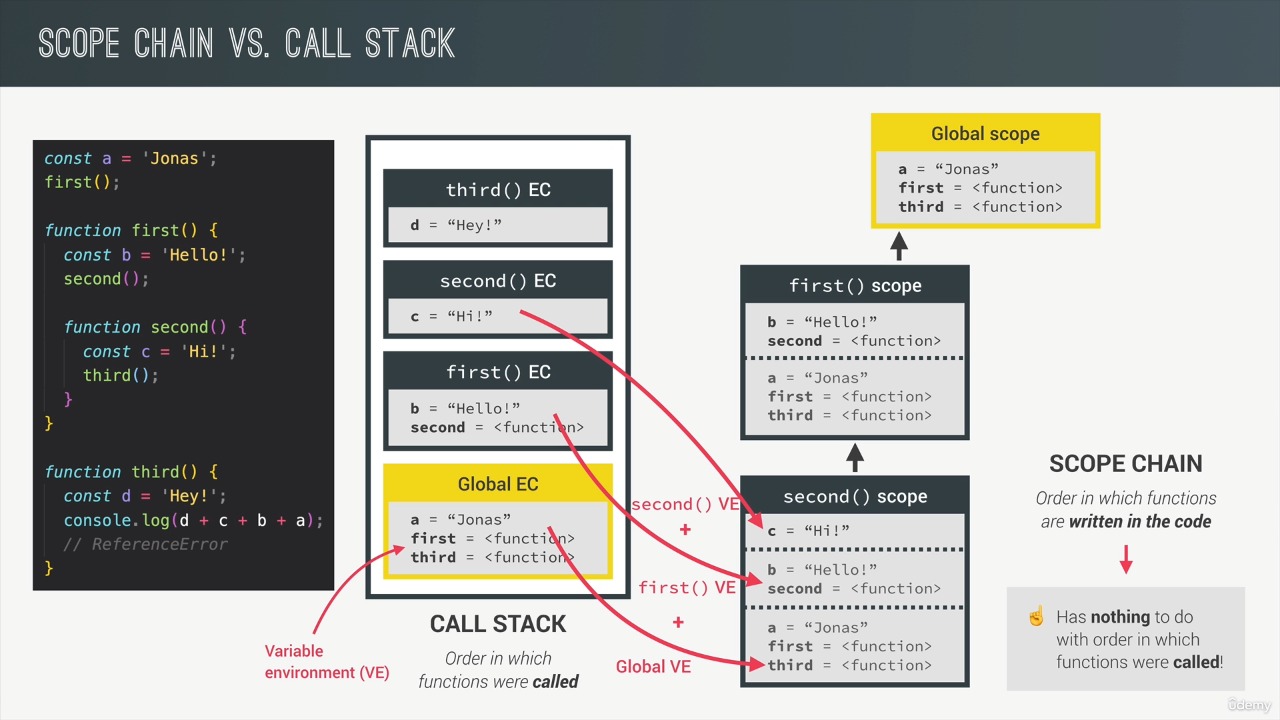 SCOPE CHAIN VS. CALL STACK
const a = 'Jonas';
first();
function first() {
const b = 'Hello!';
second();
function second() {
const c = 'Hi!';
third();
}
}
function third() {
const d = 'Hey!';
console.log(d + c + b + a);
// ReferenceError
}
third() EC
d = “Hey!”
second() EC
c = “Hi!”
first() EC
b = “Hello!”
second = <function>
Global EC
a = “Jonas”
first = <function>
third = <function>
Variable
environment (VE)
CALL STACK
Order in which
functions were called
second() VE
+
first() VE
+
Global VE
Global scope
a = “Jonas”
first = <function>
third = <function>
first() scope
b = “Hello!”
second = <function>
a = “Jonas”
first = <function>
third = <function>
second() scope
c = “Hi!”
b = “Hello!”
second = <function>
a = “Jonas”
first = <function>
third = <function>
SCOPE CHAIN
Order in which functions
are written in the code
☝️ Has nothing to do
with order in which
functions were called!
ûdemy